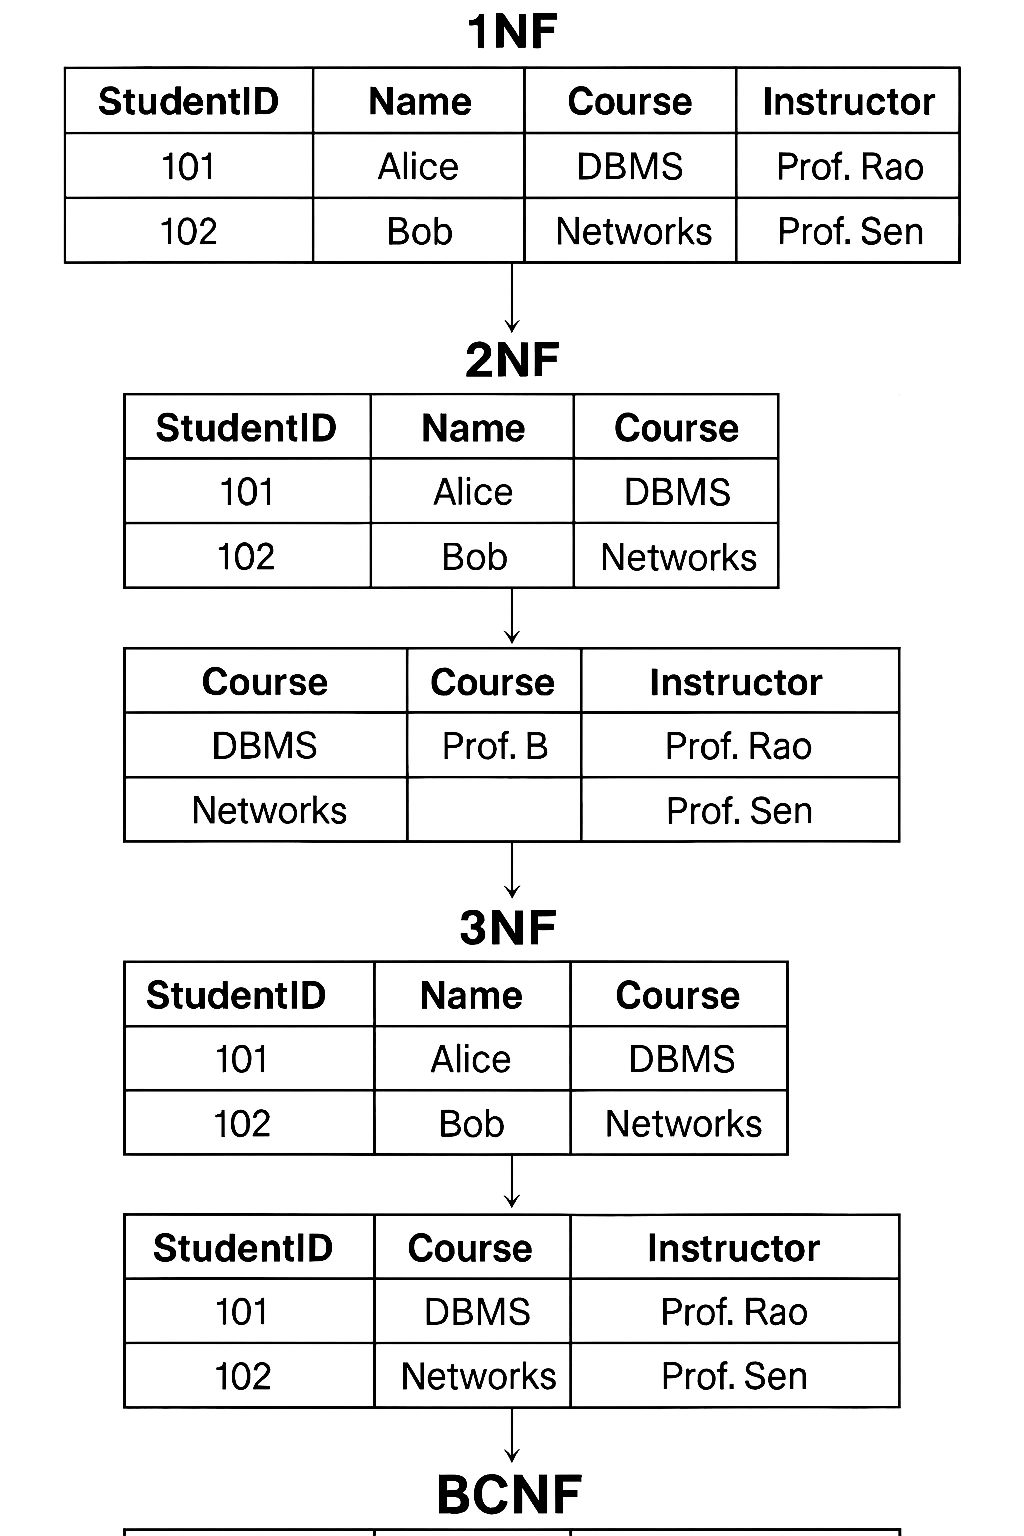 1NF
StudentID Name Course Instructor
101 Alice DBMS Prof. Rao
102 Bob Networks Prof. Sen
2NF
StudentID Name Course
101 Alice DBMS
102 Bob Networks
Course Course Instructor
DBMS Prof. B Prof. Rao
Networks Prof. Sen
3NF
StudentID Name Course
101 Alice DBMS
102 Bob Networks
StudentID Course Instructor
101 DBMS Prof. Rao
102 Networks Prof. Sen
BCNF